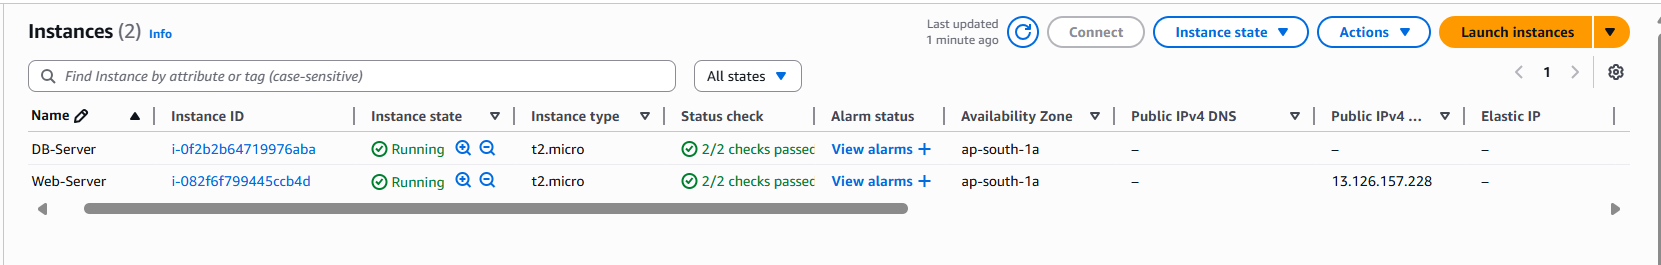 Instances (2) Info
Last updated
1 minute ago
Connect
Instance state
Actions
Launch instances
Find Instance by attribute or tag (case-sensitive)
All states
1
Name Instance ID Instance state Instance type Status check Alarm status Availability Zone Public IPv4 DNS Public IPv4 ... Elastic IP
DB-Server i-0f2b2b64719976aba Running t2.micro 2/2 checks passed View alarms + ap-south-1a – – –
Web-Server i-082f6f799445ccb4d Running t2.micro 2/2 checks passed View alarms + ap-south-1a – 13.126.157.228 –